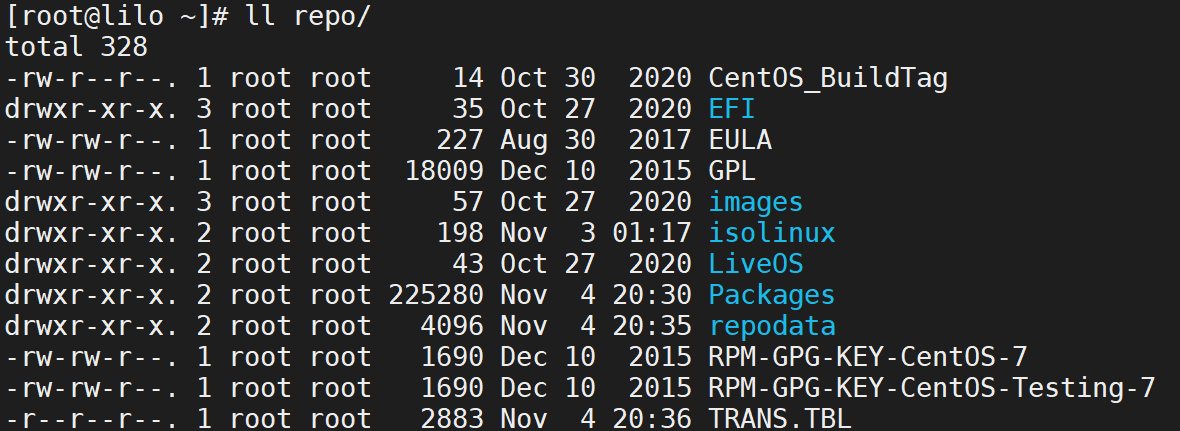 [root@lilo ~]# ll repo/
total 328
-rw-r--r--. 1 root root     14 Oct 30  2020 CentOS_BuildTag
drwxr-xr-x. 3 root root     35 Oct 27  2020 EFI
-rw-rw-r--. 1 root root    227 Aug 30  2017 EULA
-rw-rw-r--. 1 root root  18009 Dec 10  2015 GPL
drwxr-xr-x. 3 root root     57 Oct 27  2020 images
drwxr-xr-x. 2 root root    198 Nov  3 01:17 isolinux
drwxr-xr-x. 2 root root     43 Oct 27  2020 LiveOS
drwxr-xr-x. 2 root root 225280 Nov  4 20:30 Packages
drwxr-xr-x. 2 root root   4096 Nov  4 20:35 repodata
-rw-rw-r--. 1 root root   1690 Dec 10  2015 RPM-GPG-KEY-CentOS-7
-rw-rw-r--. 1 root root   1690 Dec 10  2015 RPM-GPG-KEY-CentOS-Testing-7
-r--r--r--. 1 root root   2883 Nov  4 20:36 TRANS.TBL